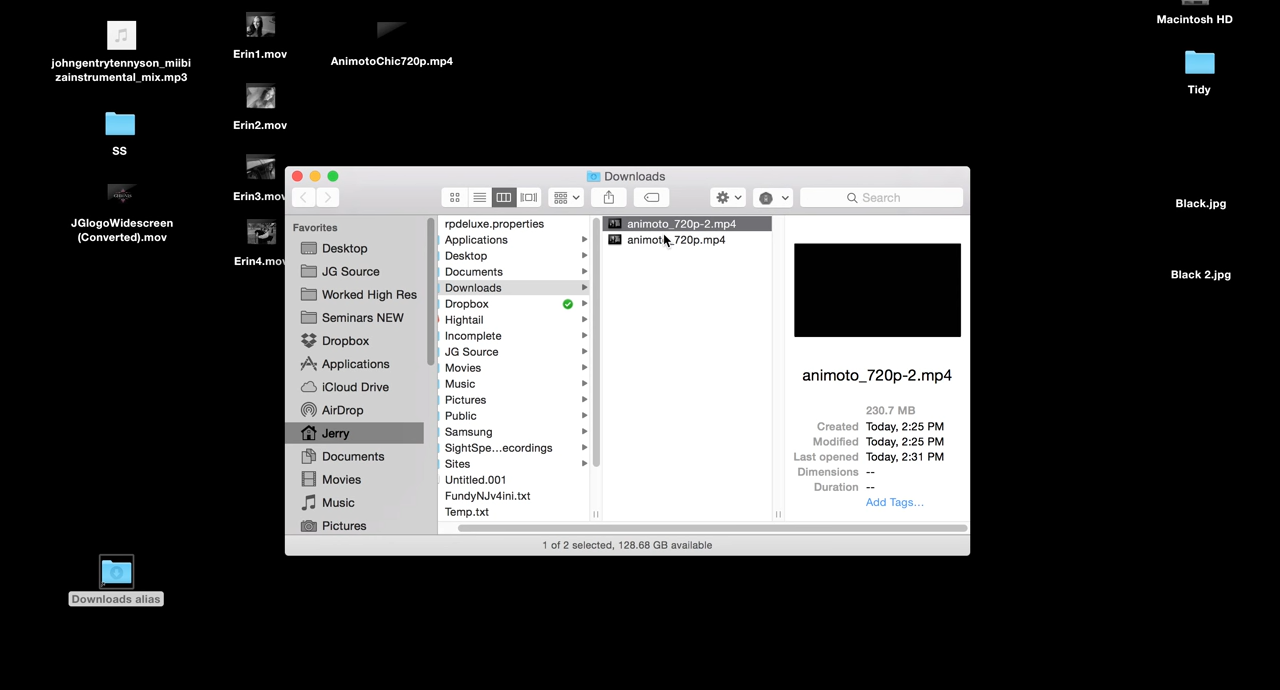 johngentrytennyson_miibi
zainstrumental_mix.mp3
SS
JGlogoWidescreen
(Converted).mov
Downloads alias
Erin1.mov
Erin2.mov
Erin3.mov
Erin4.mov
AnimotoChic720p.mp4
Macintosh HD
Tidy
Black.jpg
Black 2.jpg
Downloads
Search
Favorites
Desktop
JG Source
Worked High Res
Seminars NEW
Dropbox
Applications
iCloud Drive
AirDrop
Jerry
Documents
Movies
Music
Pictures
rpdeluxe.properties
Applications
Desktop
Documents
Downloads
Dropbox
Hightail
Incomplete
JG Source
Movies
Music
Pictures
Public
Samsung
SightSpe...ecordings
Sites
Untitled.001
FundyNJv4ini.txt
Temp.txt
animoto_720p-2.mp4
animoto_720p.mp4
animoto_720p-2.mp4
230.7 MB
Created Today, 2:25 PM
Modified Today, 2:25 PM
Last opened Today, 2:31 PM
Dimensions --
Duration --
Add Tags...
1 of 2 selected, 128.68 GB available